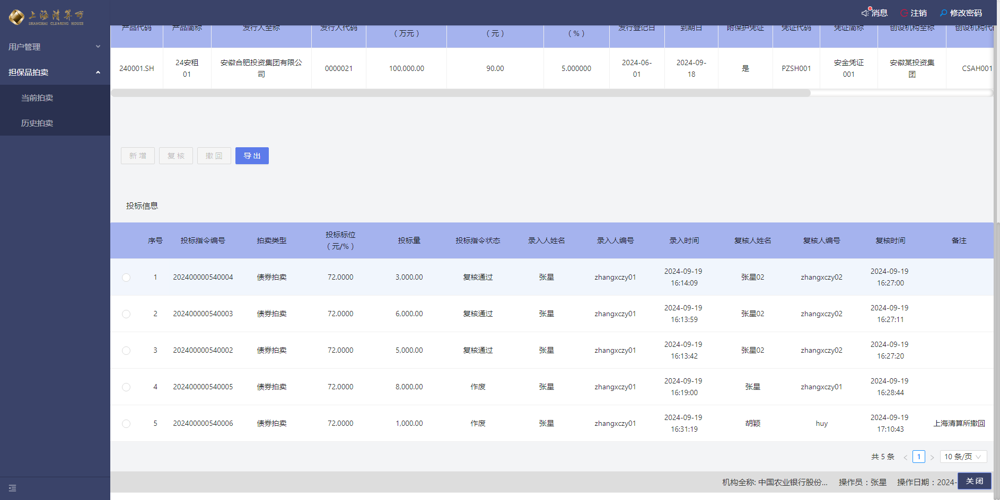 上海清算所
SHANGHAI CLEARING HOUSE
消息 注销 修改密码
用户管理
担保品拍卖
当前拍卖
历史拍卖
产品代码 产品简称 发行人全称 发行人代码 （万元） （元） （%） 发行登记日 到期日 附保护凭证 凭证代码 凭证简称 创设机构全称 创设机构代
240001.SH 24安租01 安徽合肥投资集团有限公司 0000021 100,000.00 90.00 5.000000 2024-06-01 2024-09-18 是 PZSH001 安金凭证001 安徽某投资集团 CSAH001
新增 复核 撤回 导出
投标信息
序号 投标指令编号 拍卖类型 投标标位（元/%） 投标量 投标指令状态 录入人姓名 录入人编号 录入时间 复核人姓名 复核人编号 复核时间 备注
1 202400000540004 债券拍卖 72.0000 3,000.00 复核通过 张星 zhangxczy01 2024-09-19 16:14:09 张星02 zhangxczy02 2024-09-19 16:27:00
2 202400000540003 债券拍卖 72.0000 6,000.00 复核通过 张星 zhangxczy01 2024-09-19 16:13:59 张星02 zhangxczy02 2024-09-19 16:27:11
3 202400000540002 债券拍卖 72.0000 5,000.00 复核通过 张星 zhangxczy01 2024-09-19 16:13:42 张星02 zhangxczy02 2024-09-19 16:27:20
4 202400000540005 债券拍卖 72.0000 8,000.00 作废 张星 zhangxczy01 2024-09-19 16:19:00 张星 zhangxczy01 2024-09-19 16:28:44
5 202400000540006 债券拍卖 72.0000 1,000.00 作废 张星 zhangxczy01 2024-09-19 16:31:19 胡颖 huy 2024-09-19 17:10:43 上海清算所撤回
共 5 条 < 1 > 10 条/页
机构全称: 中国农业银行股份... 操作员：张星 操作日期：2024- 关闭